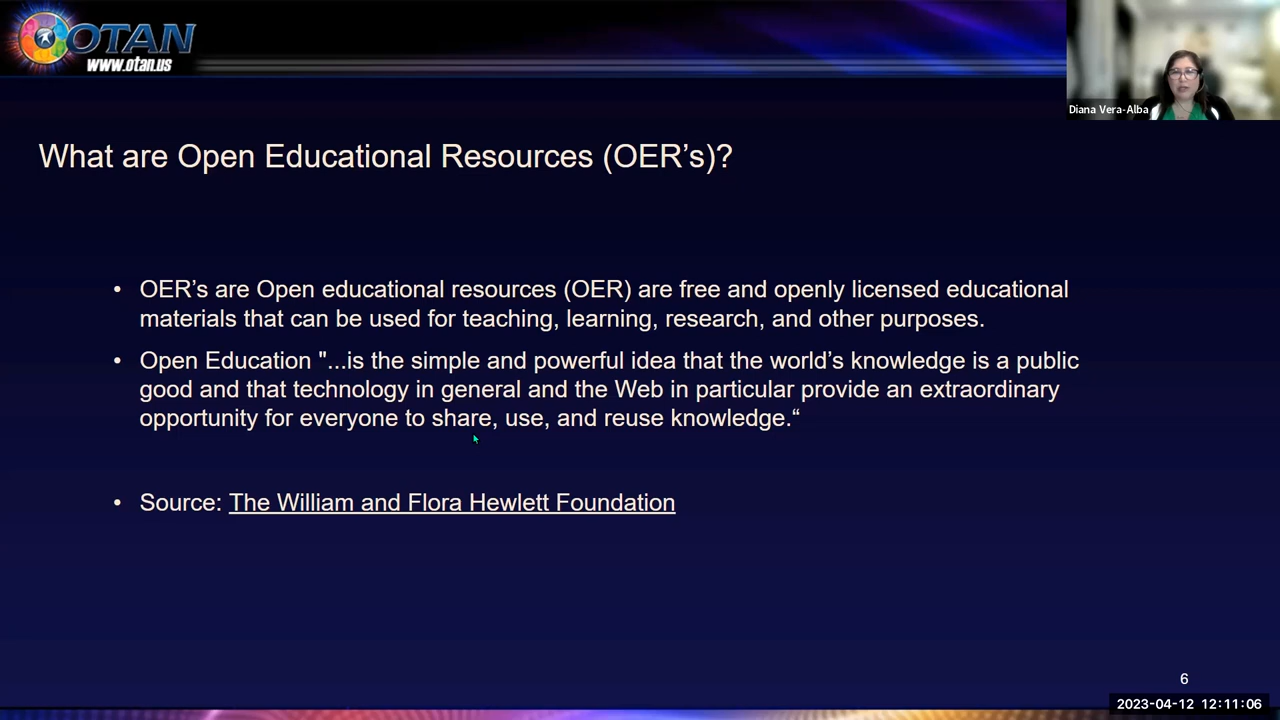 OTAN
www.otan.us
Diana Vera-Alba
What are Open Educational Resources (OER’s)?
• OER’s are Open educational resources (OER) are free and openly licensed educational
materials that can be used for teaching, learning, research, and other purposes.
• Open Education "...is the simple and powerful idea that the world’s knowledge is a public
good and that technology in general and the Web in particular provide an extraordinary
opportunity for everyone to share, use, and reuse knowledge.“
• Source: The William and Flora Hewlett Foundation
6
2023-04-12 12:11:06